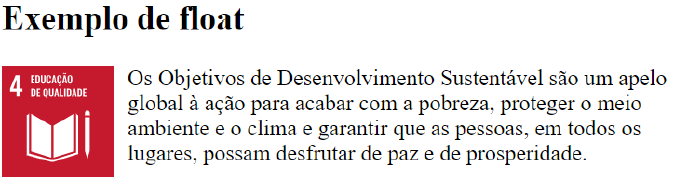 Exemplo de float
4 EDUCAÇÃO
DE QUALIDADE
Os Objetivos de Desenvolvimento Sustentável são um apelo
global à ação para acabar com a pobreza, proteger o meio
ambiente e o clima e garantir que as pessoas, em todos os
lugares, possam desfrutar de paz e de prosperidade.